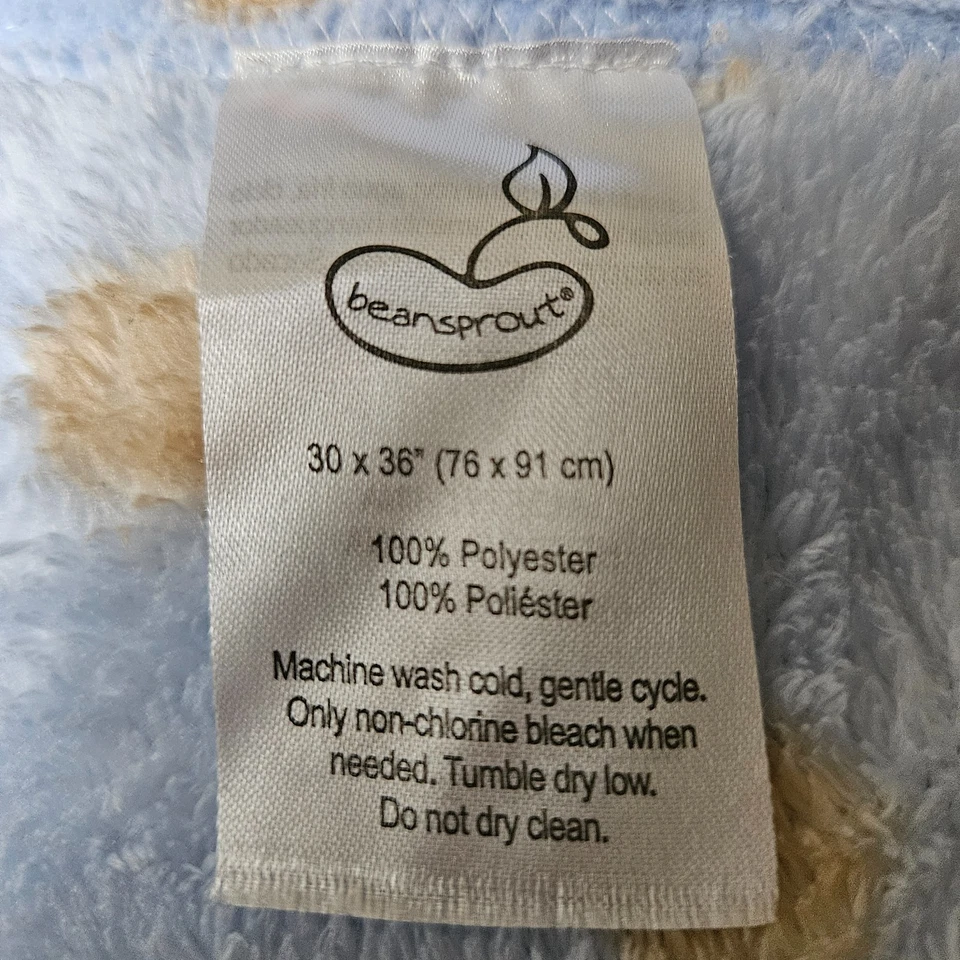 beansprout®
30 x 36" (76 x 91 cm)
100% Polyester
100% Poliéster
Machine wash cold, gentle cycle.
Only non-chlorine bleach when
needed. Tumble dry low.
Do not dry clean.